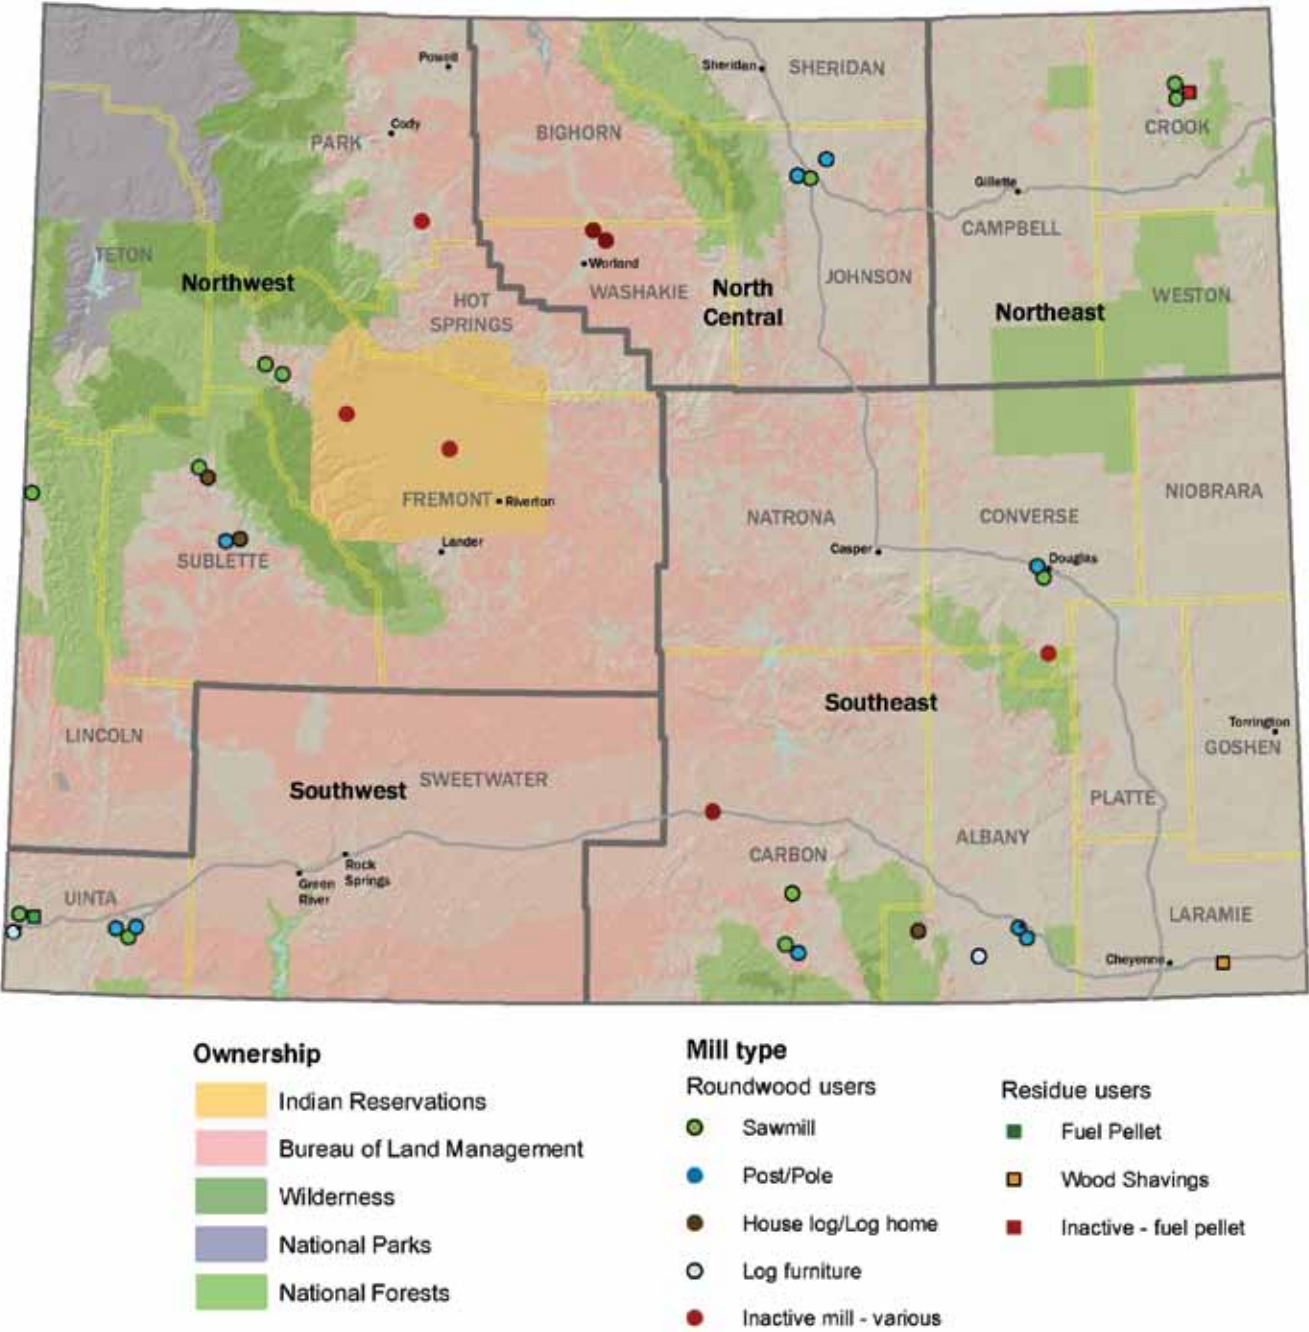 Powell
Sheridan
SHERIDAN
Cody
PARK
BIGHORN
CROOK
Gillette
CAMPBELL
TETON
Northwest
Worland
WASHAKIE
North
Central
JOHNSON
HOT
SPRINGS
Northeast
WESTON
FREMONT
Riverton
Lander
SUBLETTE
NATRONA
CONVERSE
NIOBRARA
Casper
Douglas
LINCOLN
Southeast
Torrington
GOSHEN
Southwest
SWEETWATER
PLATTE
ALBANY
CARBON
UINTA
Green
River
Rock
Springs
LARAMIE
Cheyenne
Ownership
Indian Reservations
Bureau of Land Management
Wilderness
National Parks
National Forests
Mill type
Roundwood users
Sawmill
Post/Pole
House log/Log home
Log furniture
Inactive mill - various
Residue users
Fuel Pellet
Wood Shavings
Inactive - fuel pellet